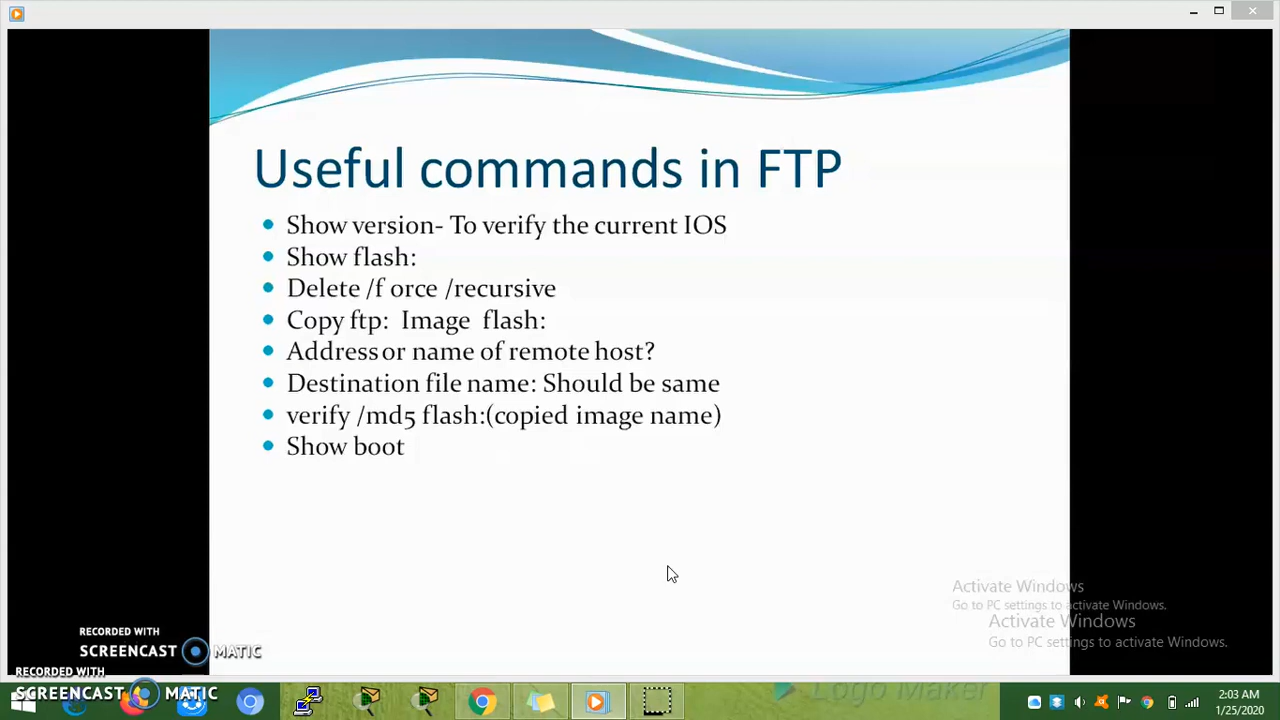 Useful commands in FTP
Show version- To verify the current IOS
Show flash:
Delete /f orce /recursive
Copy ftp: Image flash:
Address or name of remote host?
Destination file name: Should be same
verify /md5 flash:(copied image name)
Show boot
Activate Windows
Go to PC settings to activate Windows.
Activate Windows
Go to PC settings to activate Windows.
RECORDED WITH
SCREENCAST MATIC
RECORDED WITH
SCREENCAST MATIC
Logo Maker
2:03 AM
1/25/2020